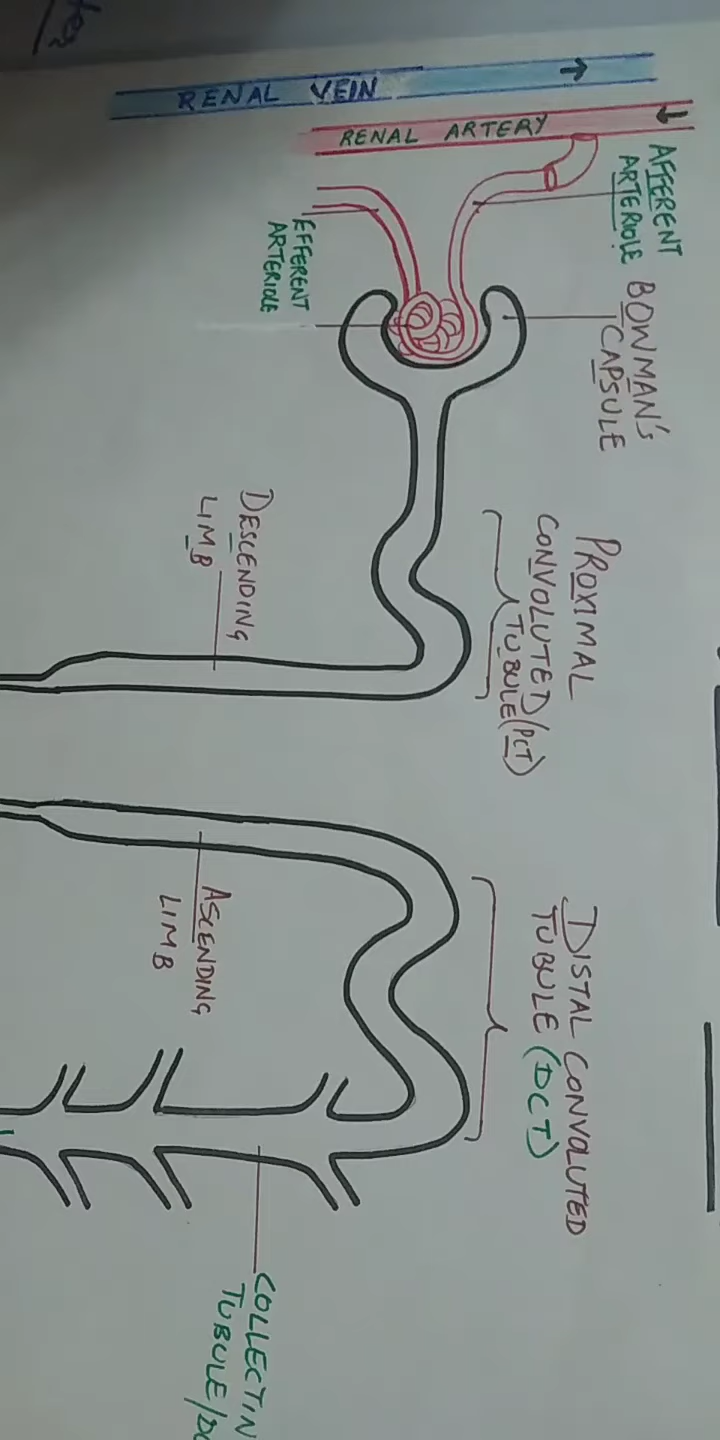 RENAL VEIN
RENAL ARTERY
AFFERENT
ARTERIOLE
EFFERENT
ARTERIOLE
BOWMAN'S
CAPSULE
PROXIMAL
CONVOLUTED
TUBULE (PCT)
DESCENDING
LIMB
ASCENDING
LIMB
DISTAL CONVOLUTED
TUBULE (DCT)
COLLECTIN
TUBULE/